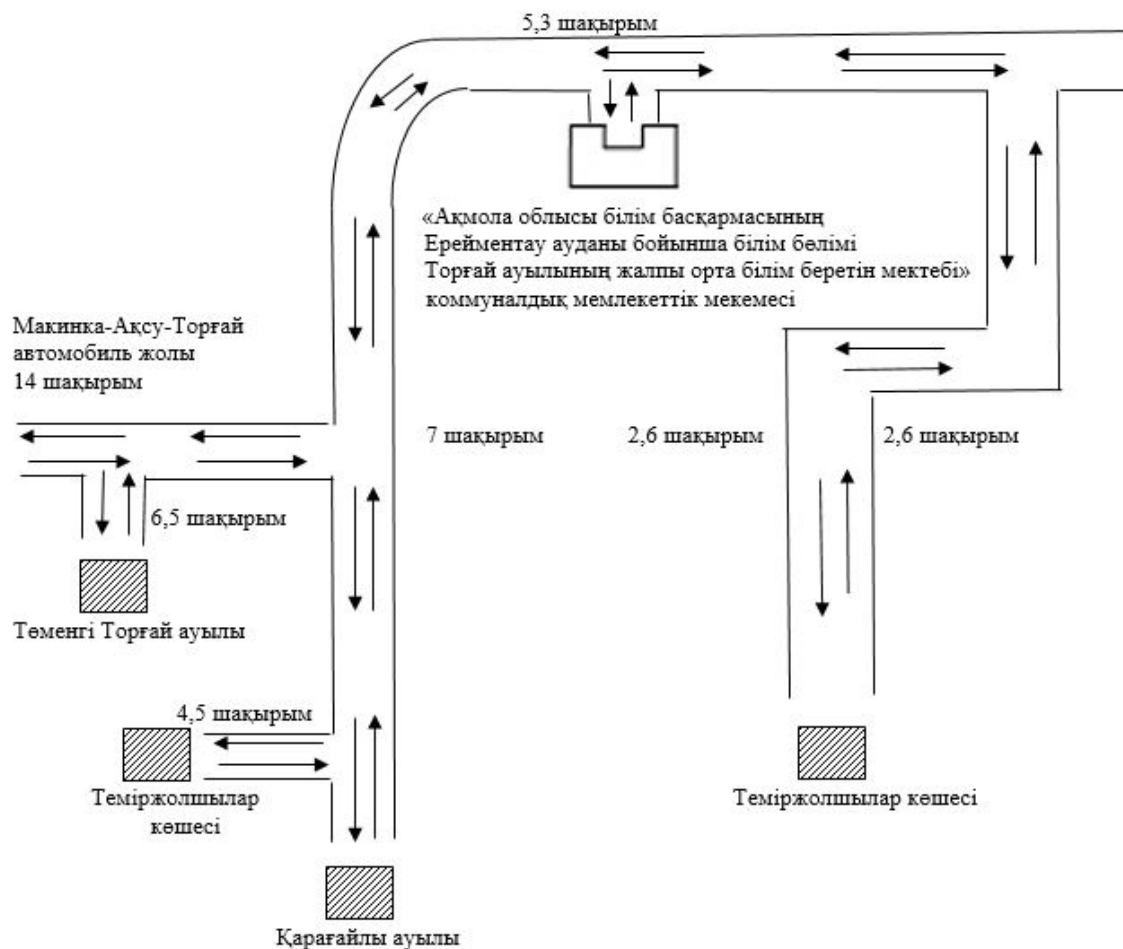 5,3 шақырым
«Ақмола облысы білім басқармасының
Ерейментау ауданы бойынша білім бөлімі
Торғай ауылының жалпы орта білім беретін мектебі»
коммуналдық мемлекеттік мекемесі
Макинка-Ақсу-Торғай
автомобиль жолы
14 шақырым
7 шақырым
2,6 шақырым
2,6 шақырым
6,5 шақырым
Төменгі Торғай ауылы
4,5 шақырым
Теміржолшылар
көшесі
Теміржолшылар көшесі
Қарағайлы ауылы